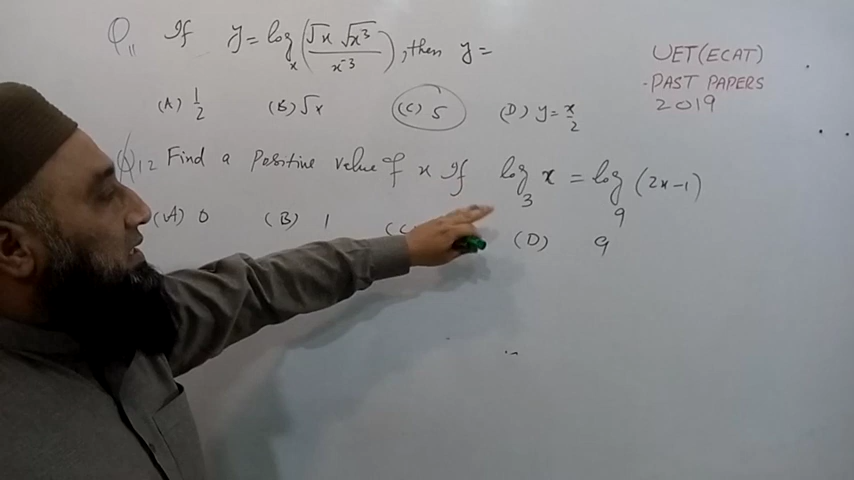 Q11 If y = log_x (√x √x³ / x⁻³), then y =
(A) 1/2 (B) √x (C) 5 (D) y = x/2
Q12 Find a Positive value of x If log_3 x = log_9 (2x-1)
(A) 0 (B) 1 (C) (D) 9
UET(ECAT)
-PAST PAPERS
2019